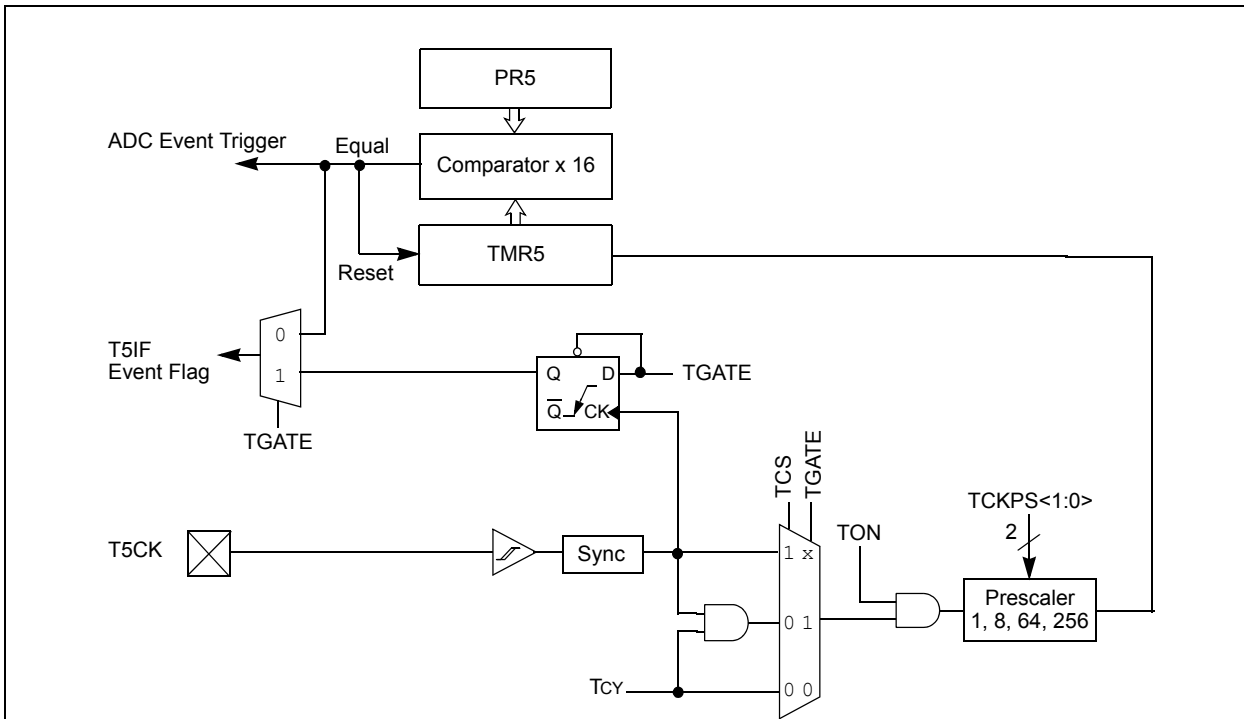 PR5
ADC Event Trigger
Equal
Comparator x 16
TMR5
Reset
0
T5IF
Event Flag
1
Q
D
TGATE
Q̅
CK
TGATE
TCS
TGATE
TCKPS<1:0>
2
TON
T5CK
Sync
1 x
Prescaler
1, 8, 64, 256
0 1
TCY
0 0